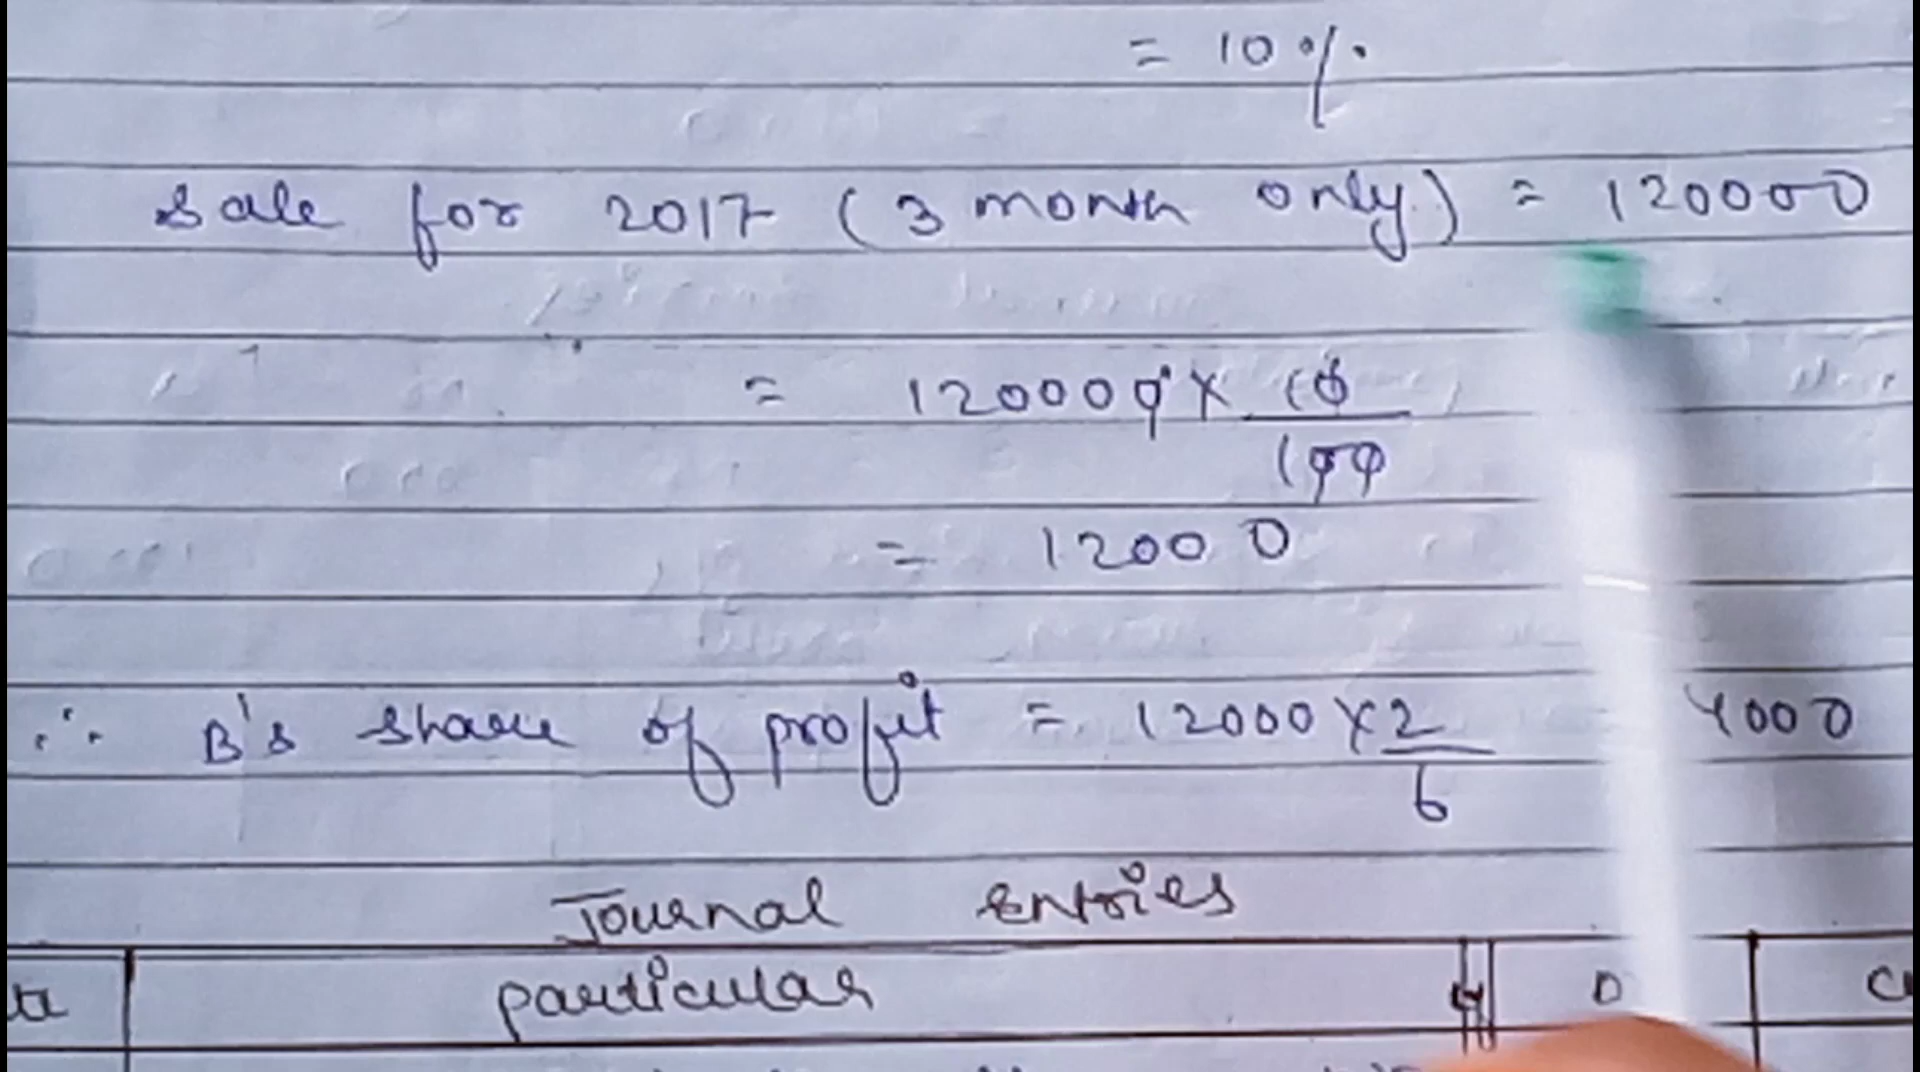 = 10%
Sale for 2017 (3 month only) = 120000
= 120000 X 10
100
= 12000
∴ B's share of profit = 12000 X 2 4000
6
Journal Entries
particular